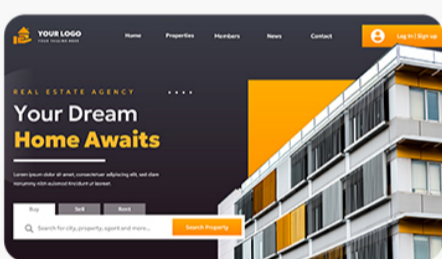 YOUR LOGO
YOUR TAGLINE HERE
Home Properties Members News Contact Log In | Sign up
REAL ESTATE AGENCY
Your Dream
Home Awaits
Lorem ipsum dolor sit amet, consectetuer adipiscing elit, sed diam
nonummy nibh euismod tincidunt ut laoreet.
Buy Sell Rent
Search for city, property, agent and more... Search Property